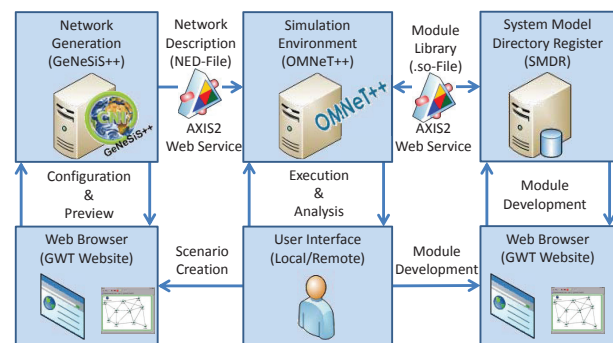 Network
Generation
(GeNeSiS++)
CNI
GeNeSiS++
Network
Description
(NED-File)
AXIS2
Web Service
Simulation
Environment
(OMNeT++)
OMNeT++
Module
Library
(.so-File)
AXIS2
Web Service
System Model
Directory Register
(SMDR)
Configuration
&
Preview
Execution
&
Analysis
Module
Development
Web Browser
(GWT Website)
Scenario
Creation
User Interface
(Local/Remote)
Module
Development
Web Browser
(GWT Website)